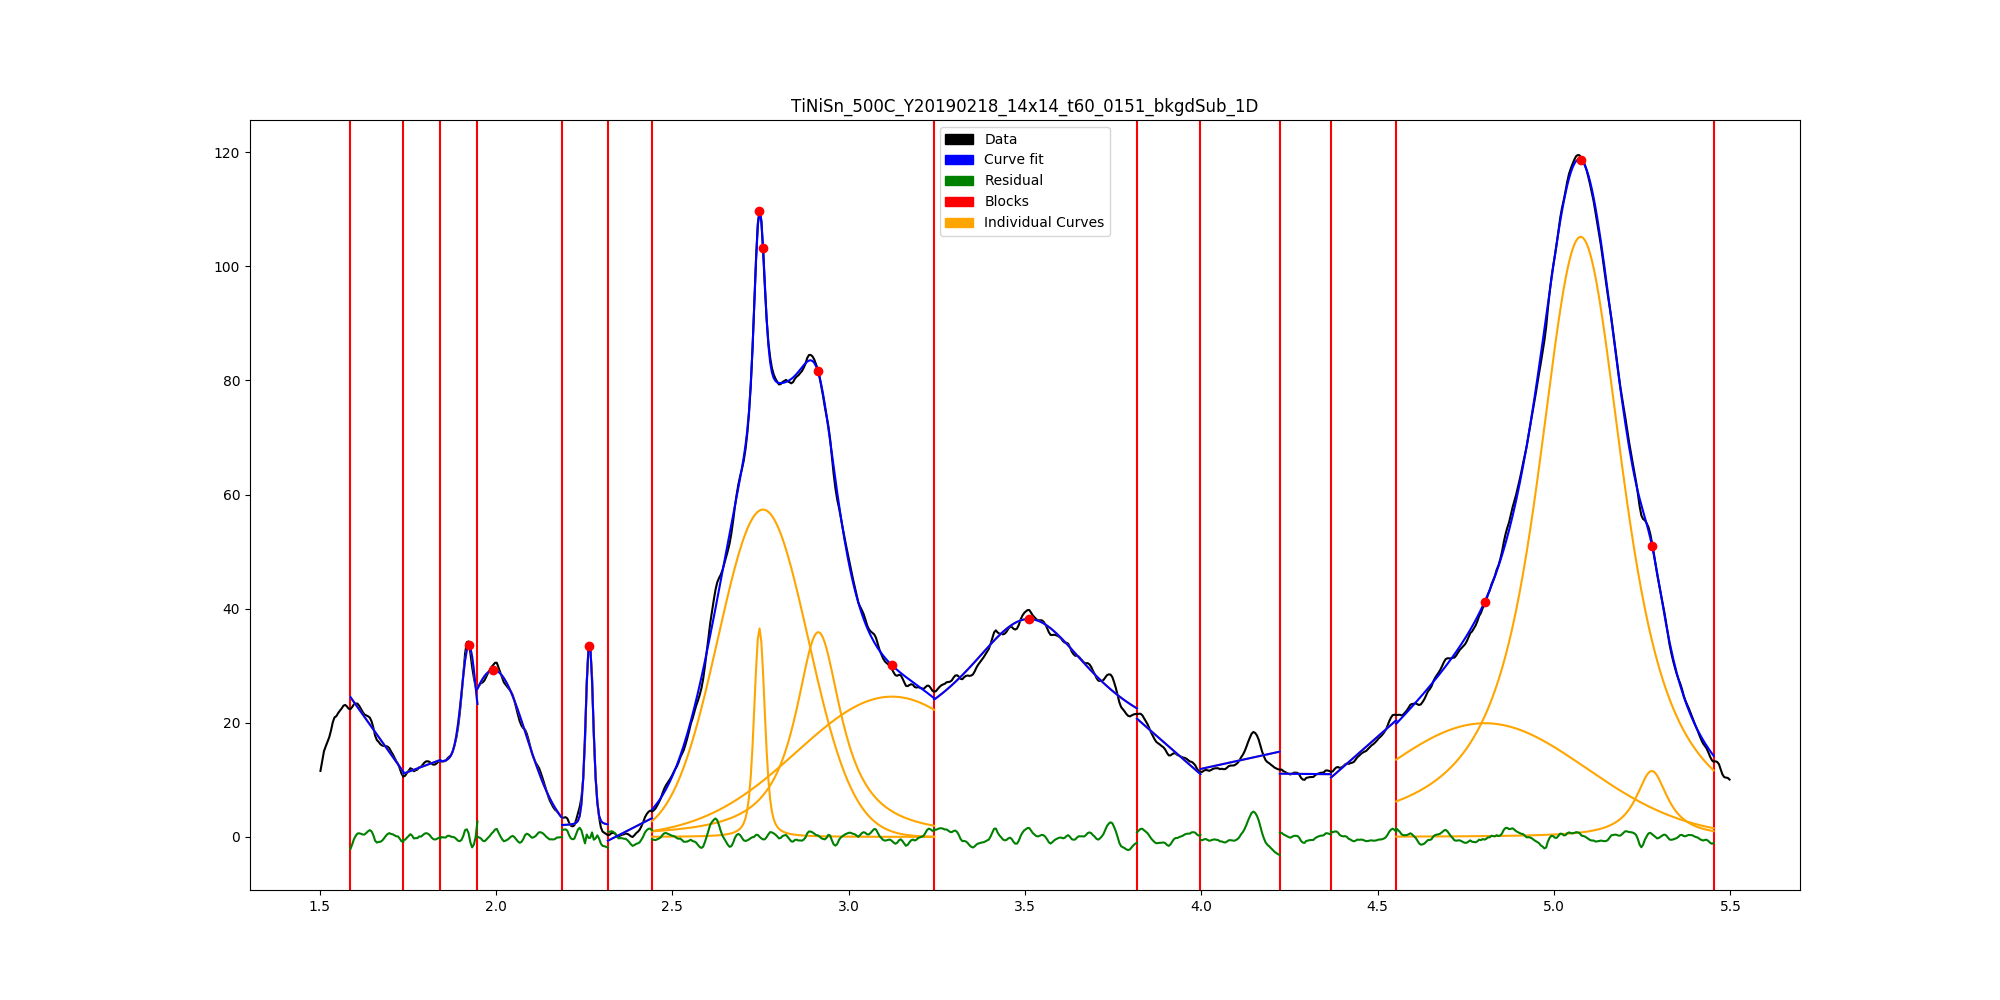 TiNiSn_500C_Y20190218_14x14_t60_0151_bkgdSub_1D
Data
Curve fit
Residual
Blocks
Individual Curves
120
100
80
60
40
20
0
1.5 2.0 2.5 3.0 3.5 4.0 4.5 5.0 5.5